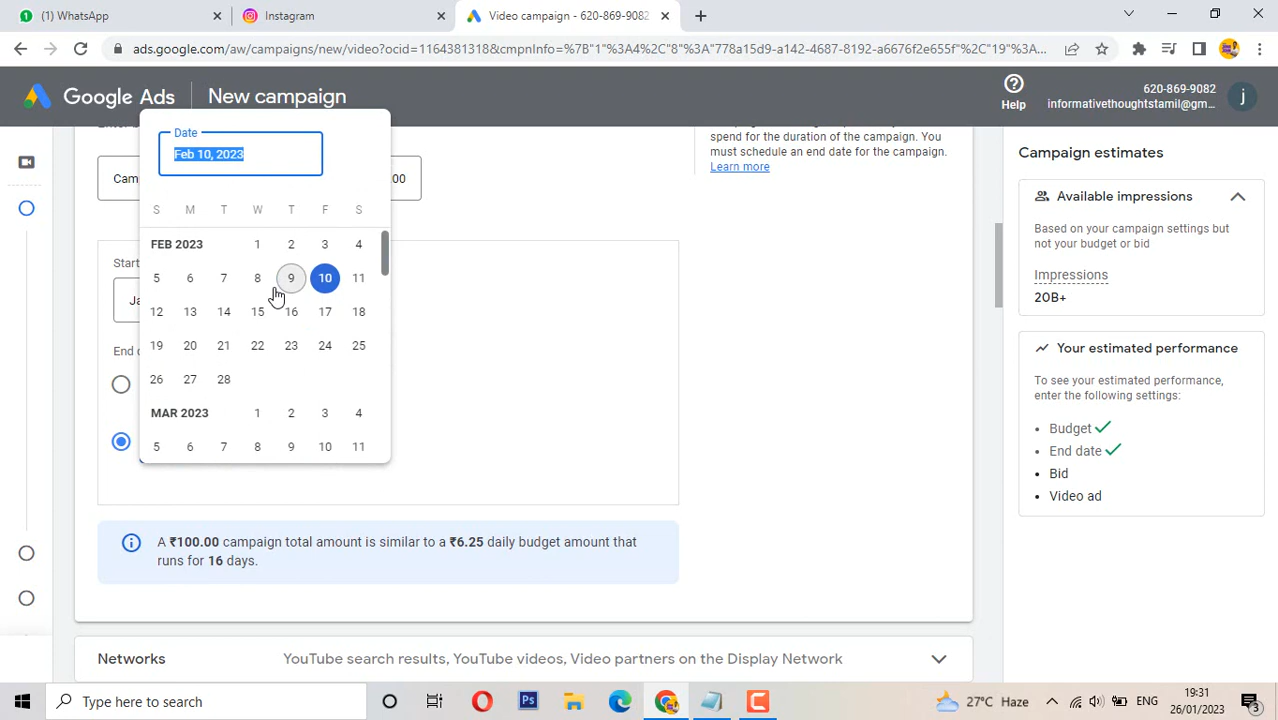 WhatsApp
Instagram
Video campaign - 620-869-9082
ads.google.com/aw/campaigns/new/video?ocid=1164381318&cmpnInfo=%7B"1"%3A4%2C"8"%3A"778a15d9-a142-4687-8192-a6676f2e655f"%2C"19"%3A...
Google Ads
New campaign
Help
620-869-9082
informativethoughtstamil@gm...
j
spend for the duration of the campaign. You
must schedule an end date for the campaign.
Learn more
Date
Feb 10, 2023
Cam
.00
S M T W T F S
FEB 2023 1 2 3 4
5 6 7 8 9 10 11
12 13 14 15 16 17 18
19 20 21 22 23 24 25
26 27 28
MAR 2023 1 2 3 4
5 6 7 8 9 10 11
Start
Ja
End d
A ₹100.00 campaign total amount is similar to a ₹6.25 daily budget amount that
runs for 16 days.
Networks
YouTube search results, YouTube videos, Video partners on the Display Network
Campaign estimates
Available impressions
Based on your campaign settings but
not your budget or bid
Impressions
20B+
Your estimated performance
To see your estimated performance,
enter the following settings:
• Budget
• End date
• Bid
• Video ad
Type here to search
Ps
27°C Haze
ENG
19:31
26/01/2023
3